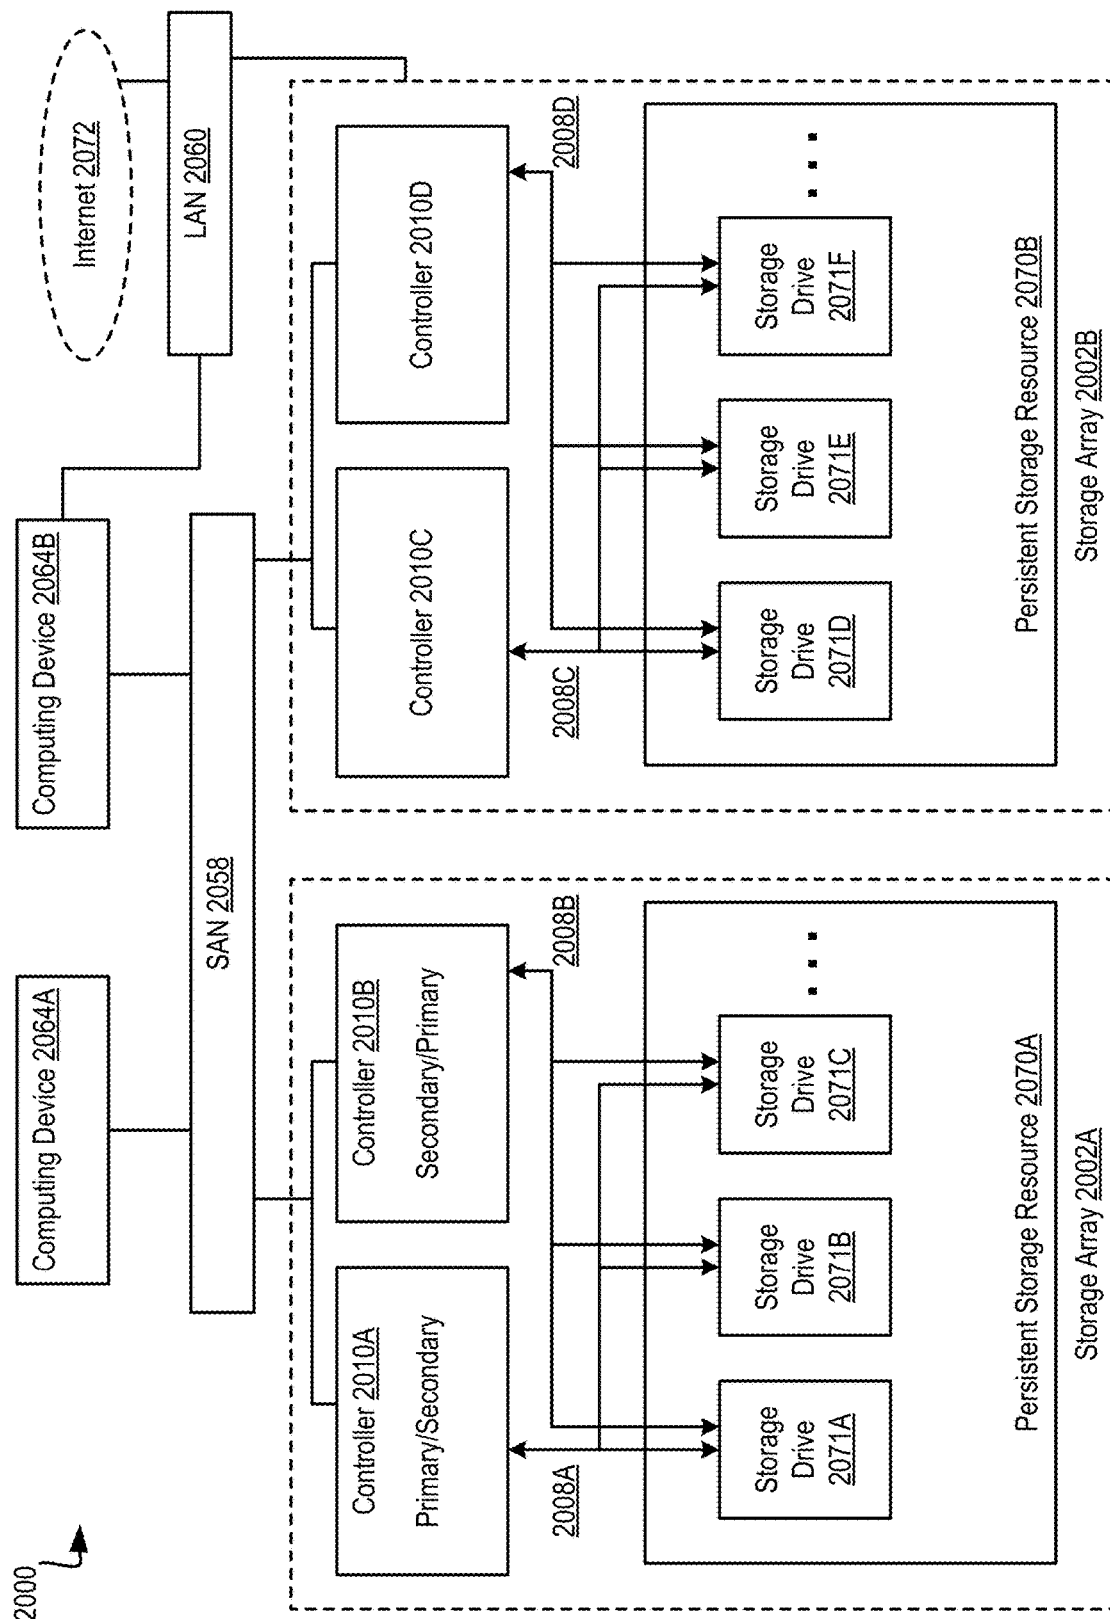 2000
Computing Device 2064A
Computing Device 2064B
Internet 2072
SAN 2058
LAN 2060
Controller 2010A
Primary/Secondary
Controller 2010B
Secondary/Primary
Controller 2010C
Controller 2010D
2008A
2008B
2008C
2008D
Storage
Drive
2071A
Storage
Drive
2071B
Storage
Drive
2071C
Storage
Drive
2071D
Storage
Drive
2071E
Storage
Drive
2071F
Persistent Storage Resource 2070A
Persistent Storage Resource 2070B
Storage Array 2002A
Storage Array 2002B